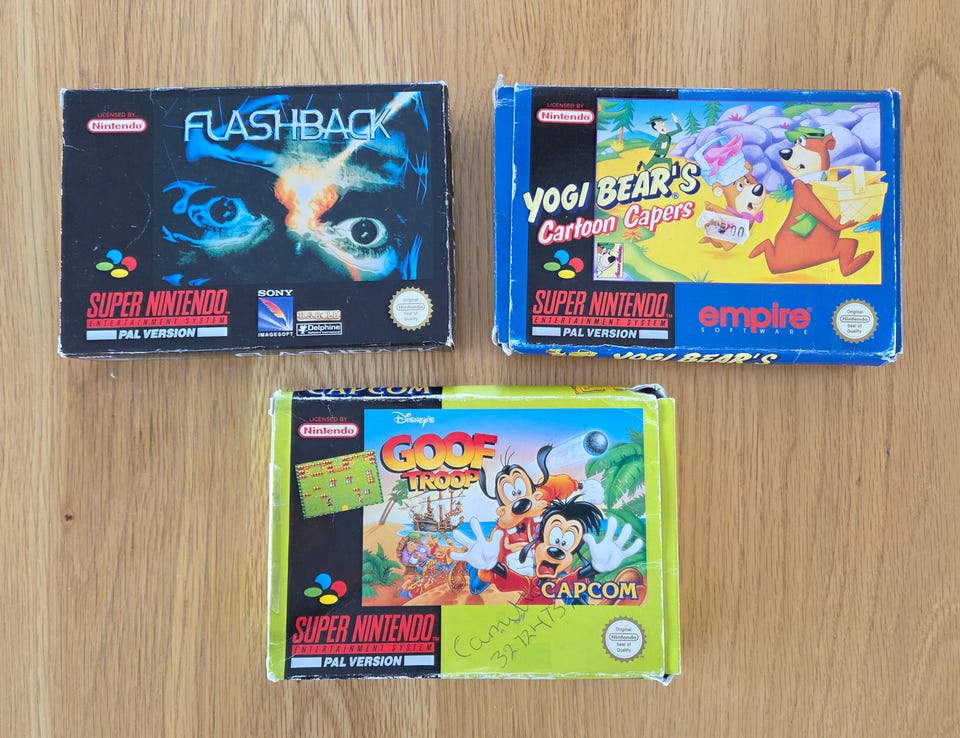 LICENSED BY
Nintendo
FLASHBACK
SUPER NINTENDO
ENTERTAINMENT SYSTEM
PAL VERSION
SONY
IMAGESOFT
U.S. GOLD
Delphine
Original
Nintendo
Seal of
Quality
LICENSED BY
Nintendo
YOGI BEAR'S
Cartoon Capers
SUPER NINTENDO
ENTERTAINMENT SYSTEM
PAL VERSION
empire
SOFTWARE
Original
Nintendo
Seal of
Quality
YOGI BEAR'S
CAPCOM
LICENSED BY
Nintendo
Disney's
GOOF
TROOP
CAPCOM
SUPER NINTENDO
ENTERTAINMENT SYSTEM
PAL VERSION
Original
Nintendo
Seal of
Quality